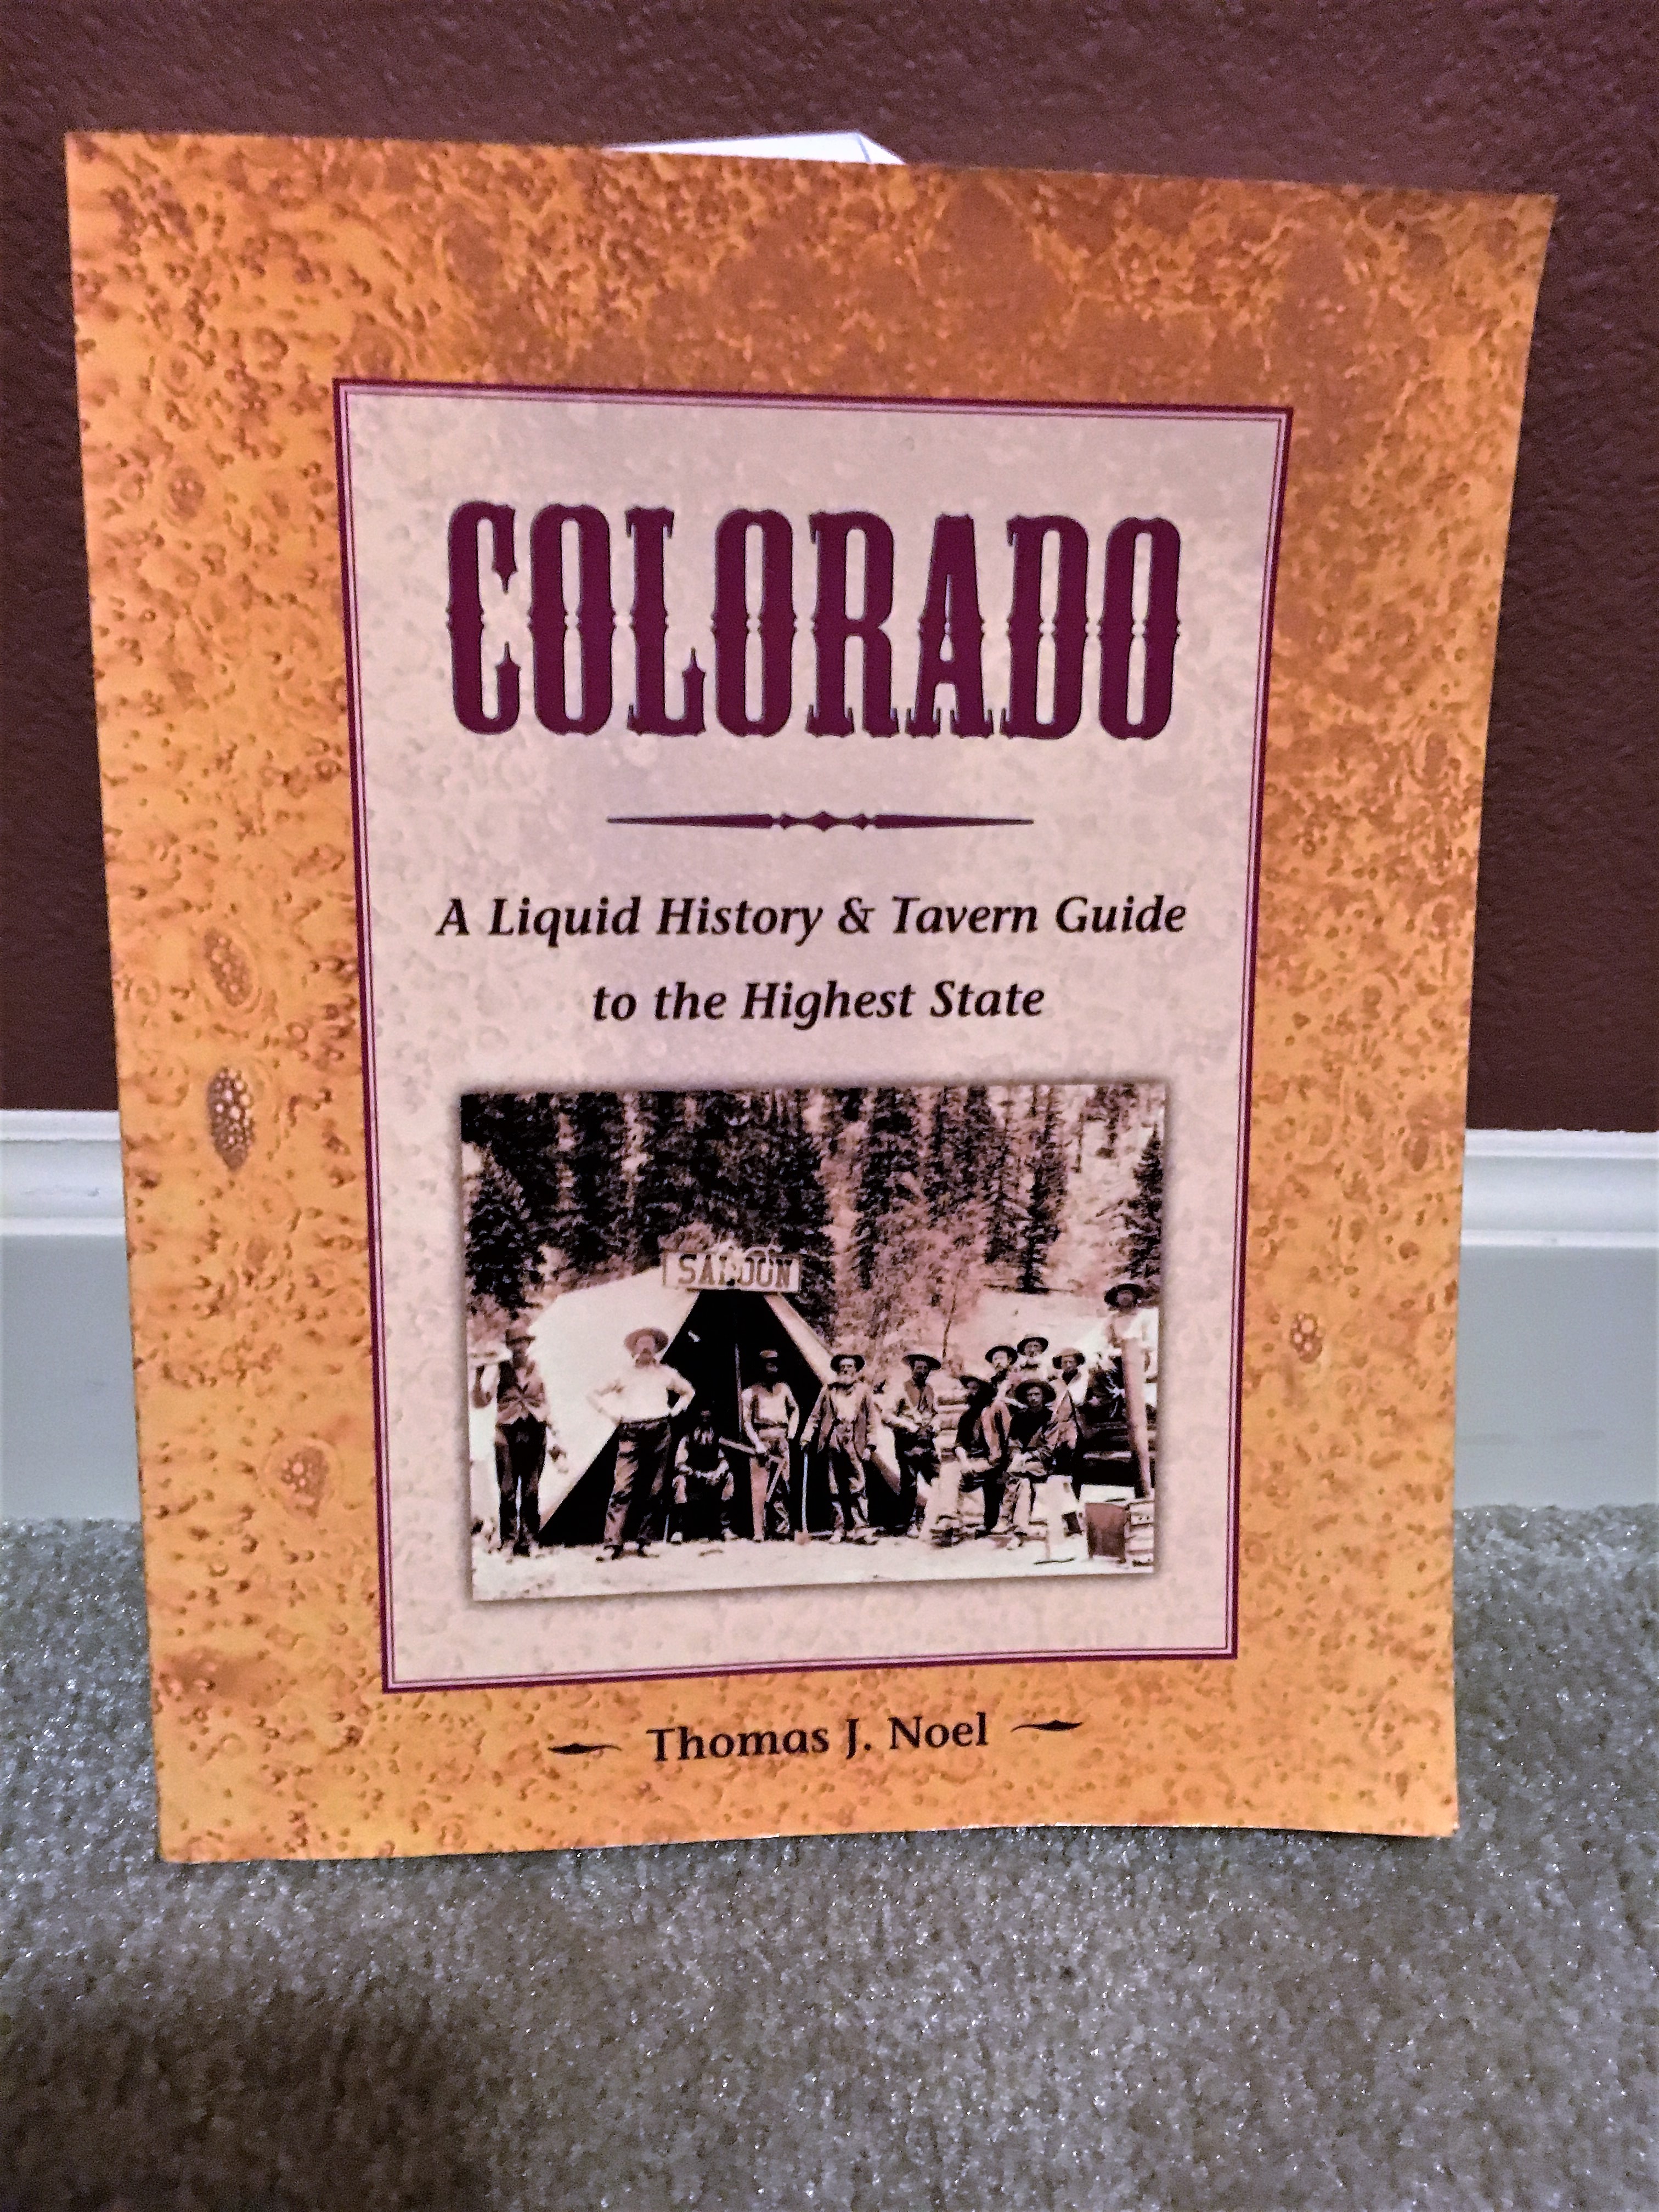 COLORADO
A Liquid History & Tavern Guide
to the Highest State
SALOON
Thomas J. Noel